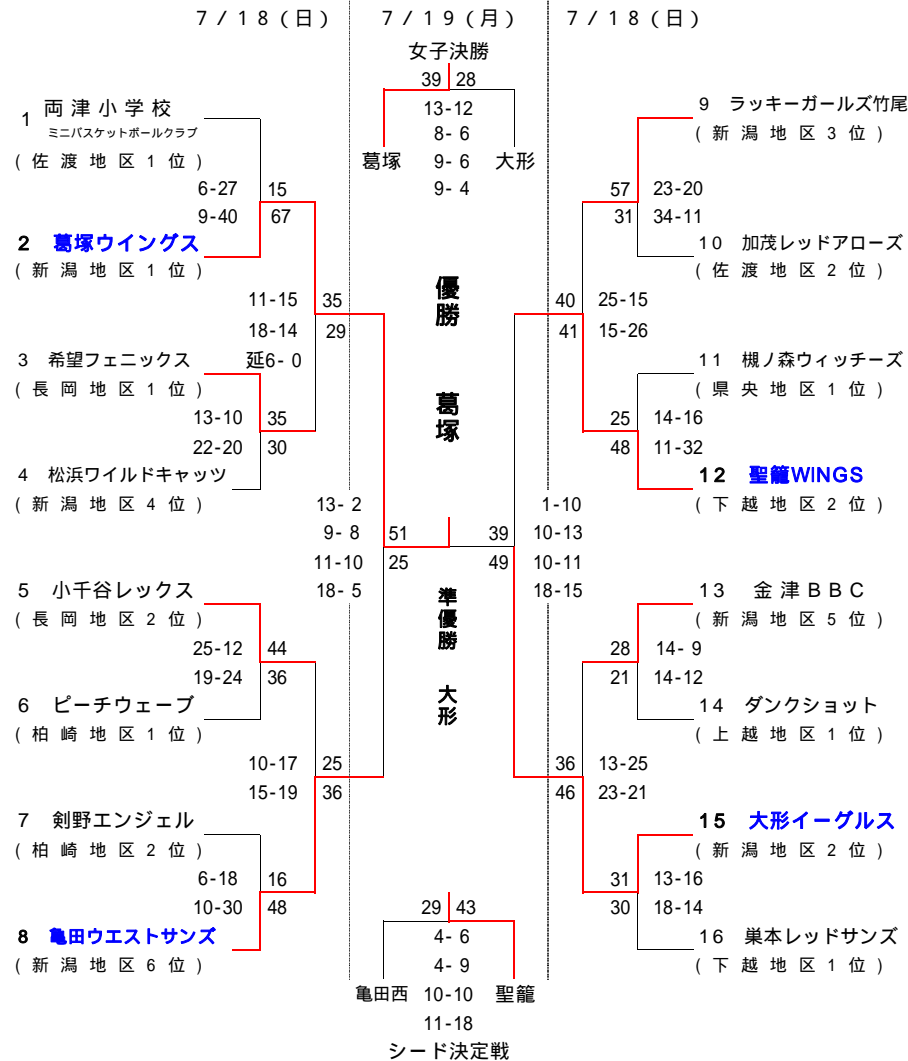 7/18(日)
7/19(月)
7/18(日)
女子決勝
39 28
13-12
8- 6
9- 6
9- 4
葛塚
大形
1 両津小学校
ミニバスケットボールクラブ
(佐渡地区1位)
6-27 15
9-40 67
2 葛塚ウイングス
(新潟地区1位)
11-15 35
18-14 29
延6- 0
3 希望フェニックス
(長岡地区1位)
13-10 35
22-20 30
4 松浜ワイルドキャッツ
(新潟地区4位)
13- 2
9- 8
11-10
18- 5
51
25
5 小千谷レックス
(長岡地区2位)
25-12 44
19-24 36
6 ピーチウェーブ
(柏崎地区1位)
10-17 25
15-19 36
7 剣野エンジェル
(柏崎地区2位)
6-18 16
10-30 48
8 亀田ウエストサンズ
(新潟地区6位)
優勝 葛塚
準優勝 大形
9 ラッキーガールズ竹尾
(新潟地区3位)
57 23-20
31 34-11
10 加茂レッドアローズ
(佐渡地区2位)
40 25-15
41 15-26
11 槻ノ森ウィッチーズ
(県央地区1位)
25 14-16
48 11-32
12 聖籠WINGS
(下越地区2位)
39
49
1-10
10-13
10-11
18-15
13 金津BBC
(新潟地区5位)
28 14- 9
21 14-12
14 ダンクショット
(上越地区1位)
36 13-25
46 23-21
15 大形イーグルス
(新潟地区2位)
31 13-16
30 18-14
16 巣本レッドサンズ
(下越地区1位)
29 43
4- 6
4- 9
10-10
11-18
亀田西
聖籠
シード決定戦